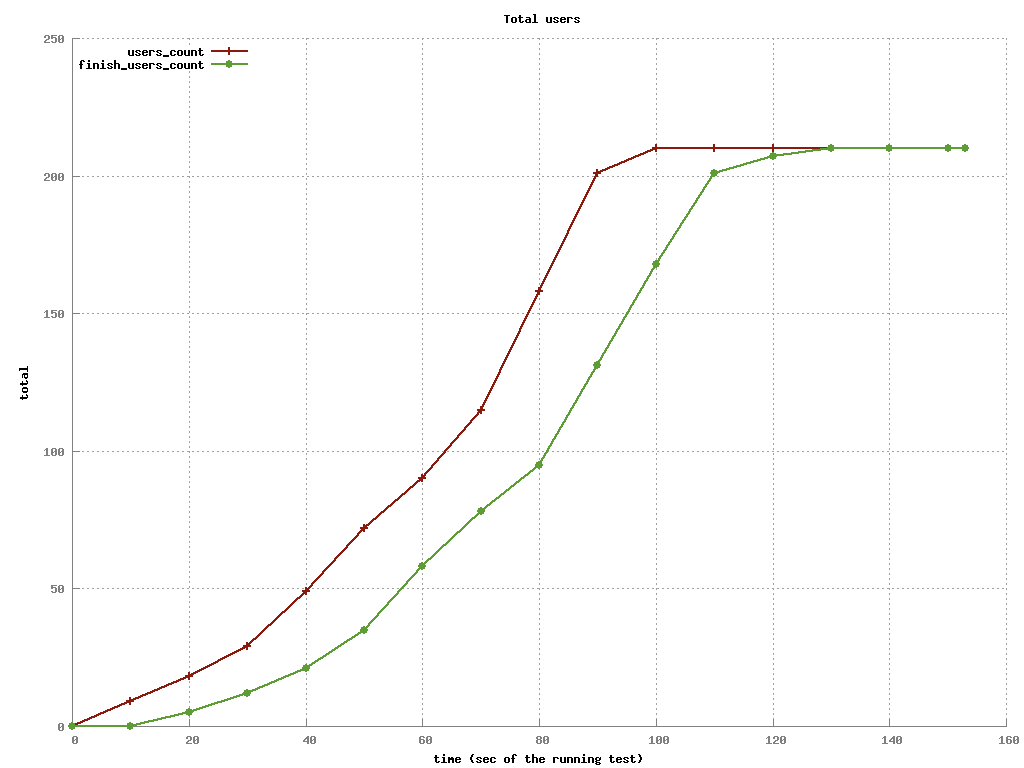 Total users
250
users_count
finish_users_count
200
150
total
100
50
0
0 20 40 60 80 100 120 140 160
time (sec of the running test)